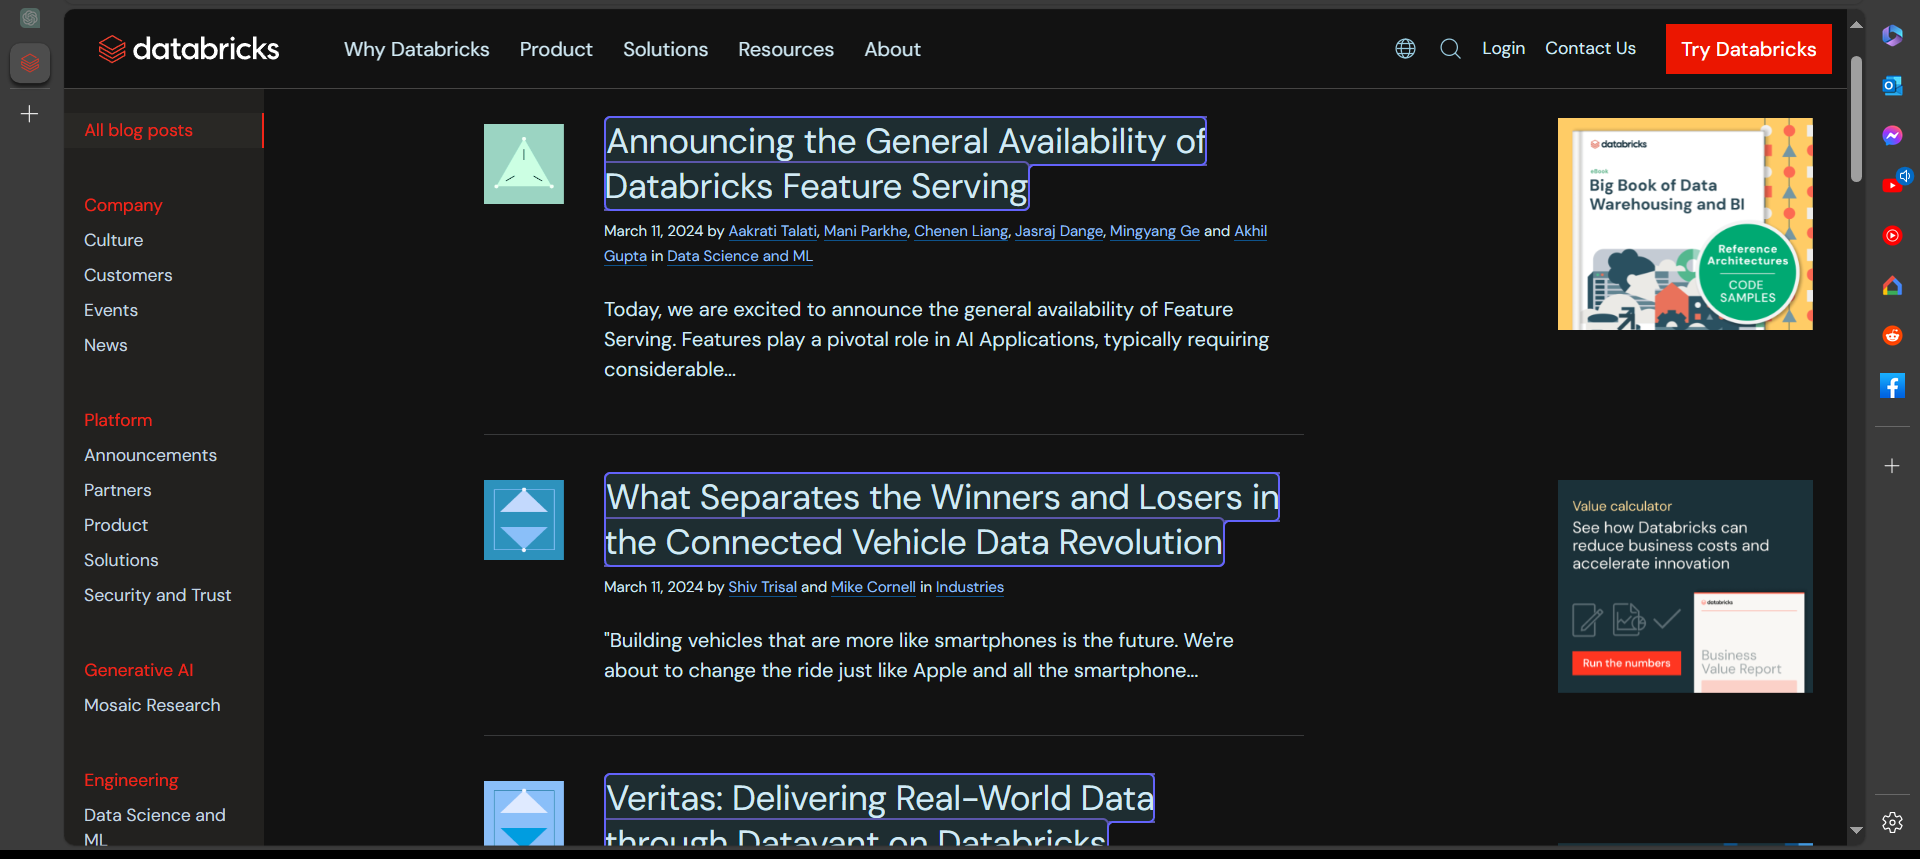 databricks
Why Databricks
Product
Solutions
Resources
About
Login
Contact Us
Try Databricks
All blog posts
Company
Culture
Customers
Events
News
Platform
Announcements
Partners
Product
Solutions
Security and Trust
Generative AI
Mosaic Research
Engineering
Data Science and
ML
Announcing the General Availability of
Databricks Feature Serving
March 11, 2024 by Aakrati Talati, Mani Parkhe, Chenen Liang, Jasraj Dange, Mingyang Ge and Akhil
Gupta in Data Science and ML
Today, we are excited to announce the general availability of Feature
Serving. Features play a pivotal role in AI Applications, typically requiring
considerable...
What Separates the Winners and Losers in
the Connected Vehicle Data Revolution
March 11, 2024 by Shiv Trisal and Mike Cornell in Industries
"Building vehicles that are more like smartphones is the future. We're
about to change the ride just like Apple and all the smartphone...
Veritas: Delivering Real-World Data
through Datavant on Databricks
databricks
eBook
Big Book of Data
Warehousing and BI
Reference
Architectures
CODE
SAMPLES
Value calculator
See how Databricks can
reduce business costs and
accelerate innovation
Run the numbers
databricks
Business
Value Report